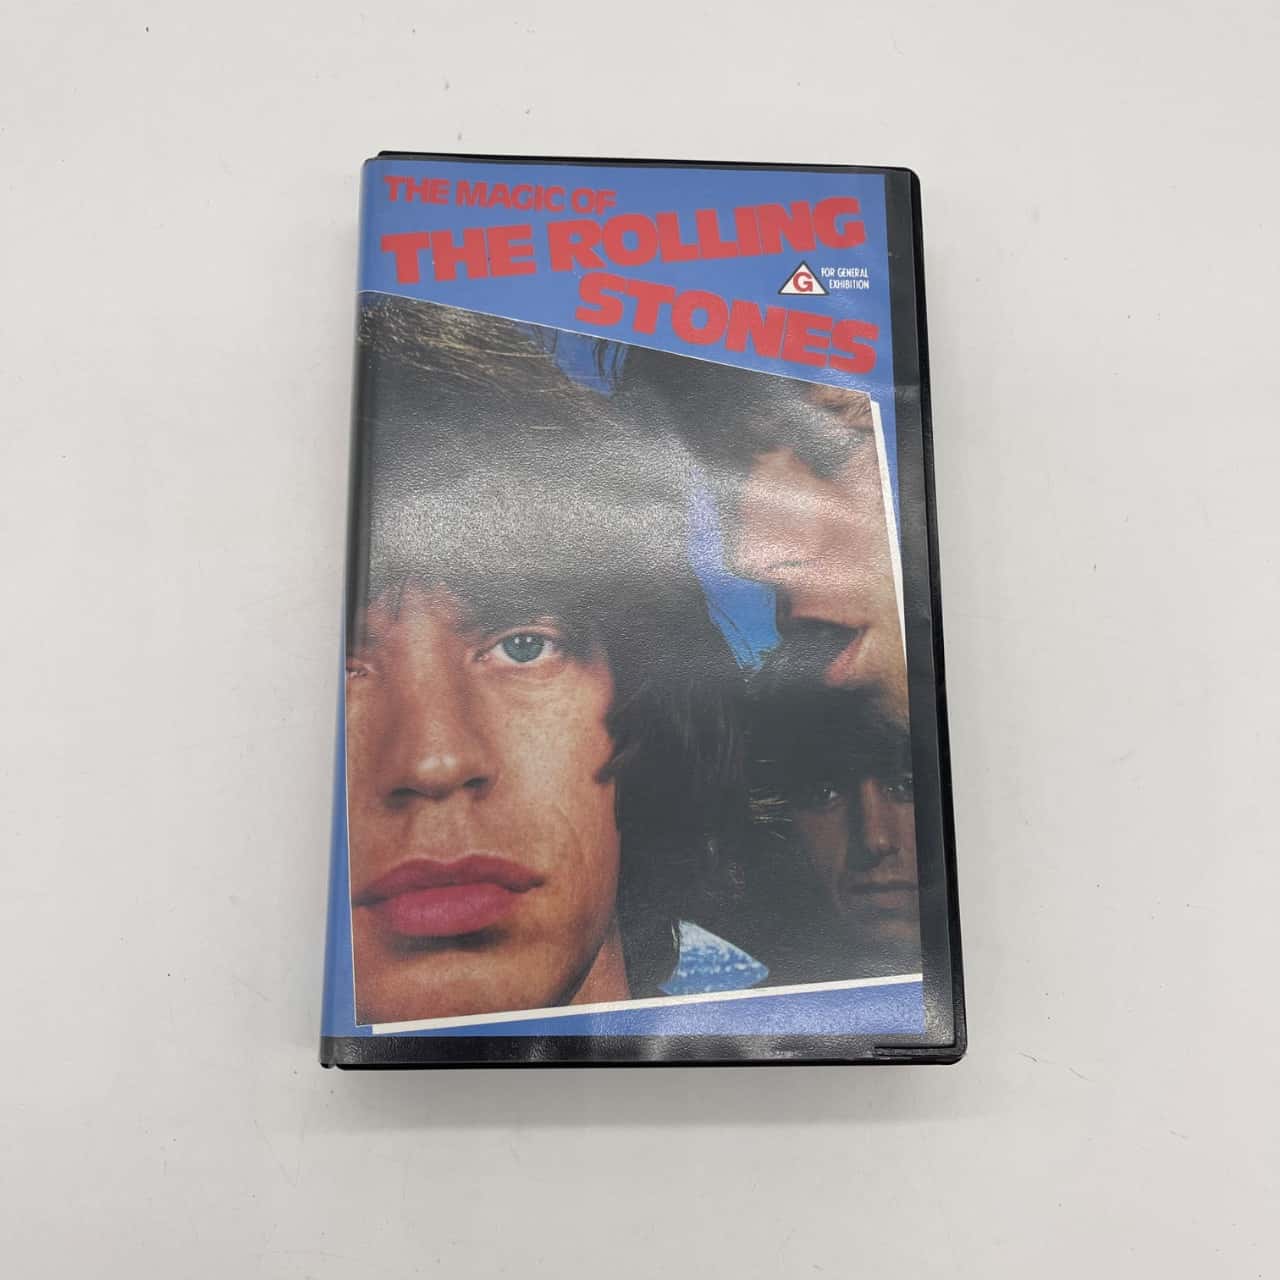 THE MAGIC OF
THE ROLLING
STONES
G
FOR GENERAL
EXHIBITION